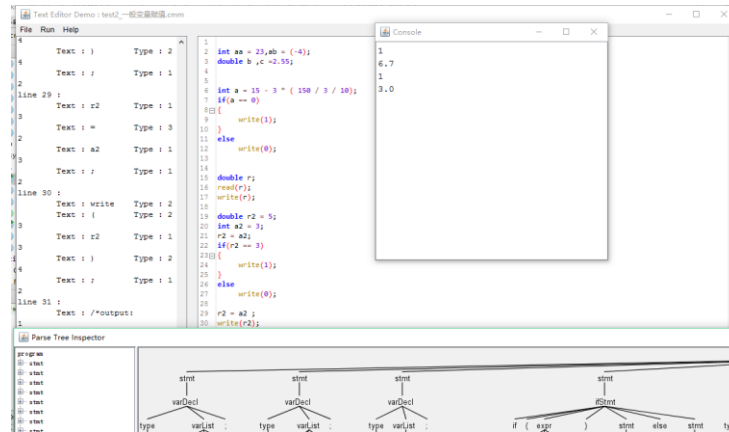 Text Editor Demo : test2_一般变量赋值.cmm
File Run Help
4
Text : ) Type : 2
4
Text : ; Type : 1
2
line 29 :
Text : r2 Type : 1
3
Text : = Type : 3
2
Text : a2 Type : 1
3
Text : ; Type : 1
2
line 30 :
Text : write Type : 2
Text : ( Type : 2
3
Text : r2 Type : 1
3
Text : ) Type : 2
4
Text : ; Type : 1
2
line 31 :
Text : /*output:
1
1
2 int aa = 23,ab = (-4);
3 double b ,c =2.55;
4
5
6 int a = 15 - 3 * ( 150 / 3 / 10);
7 if(a == 0)
8 {
9 write(1);
10 }
11 else
12 write(0);
13
14
15 double r;
16 read(r);
17 write(r);
18
19 double r2 = 5;
20 int a2 = 3;
21 r2 = a2;
22 if(r2 == 3)
23 {
24 write(1);
25 }
26 else
27 write(0);
28
29 r2 = a2 ;
30 write(r2);
Console
1
6.7
1
3.0
Parse Tree Inspector
program
stmt
stmt
stmt
stmt
stmt
stmt
stmt
stmt
stmt stmt stmt stmt
varDecl varDecl varDecl ifStmt
type varList ; type varList ; type varList ; if ( expr ) stmt else stmt